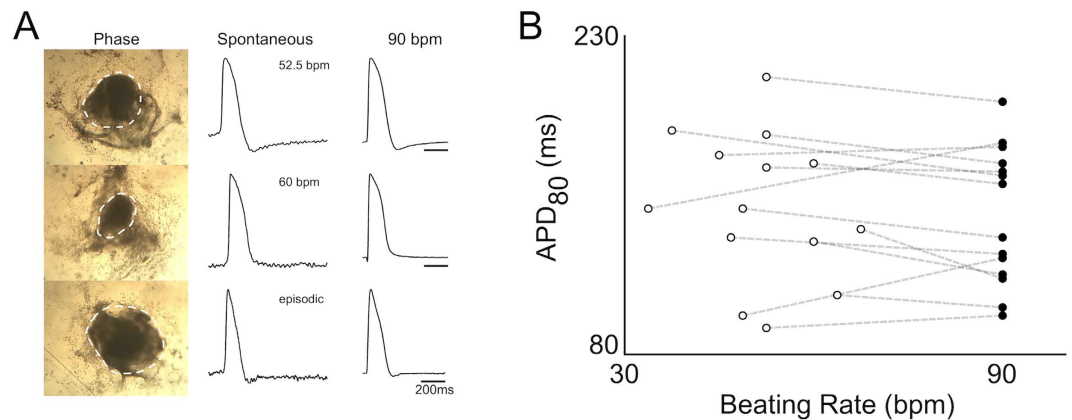 A
Phase
Spontaneous
90 bpm
52.5 bpm
60 bpm
episodic
200ms
B
230
APD80 (ms)
80
30
90
Beating Rate (bpm)